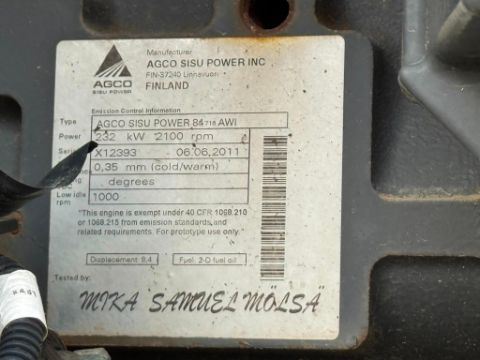 Manufacturer
AGCO SISU POWER INC
FIN-37240 Linnavuori
FINLAND
AGCO
SISU POWER
Emission Control Information
Type AGCO SISU POWER 84 AWI
Power 232 kW 2100 rpm
Serial X12393 - 06.06.2011
0,35 mm (cold/warm)
degrees
Low idle rpm 1000
"This engine is exempt under 40 CFR 1068.210
or 1068.215 from emission standards, and
related requirements. For prototype use only."
Displacement 8.4 Fuel 2-D fuel oil
Tested by:
MIKA SAMUEL MÖLSÄ